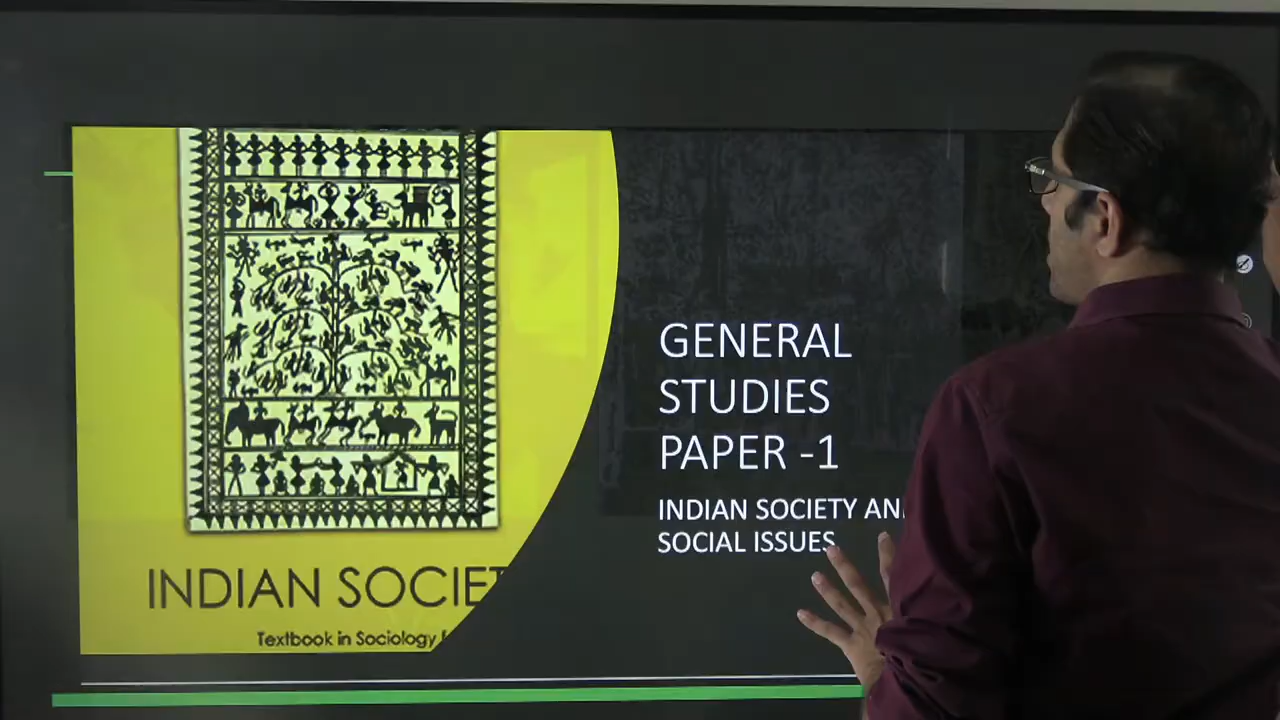 INDIAN SOCIET
Textbook in Sociology f
GENERAL
STUDIES
PAPER -1
INDIAN SOCIETY AN
SOCIAL ISSUES